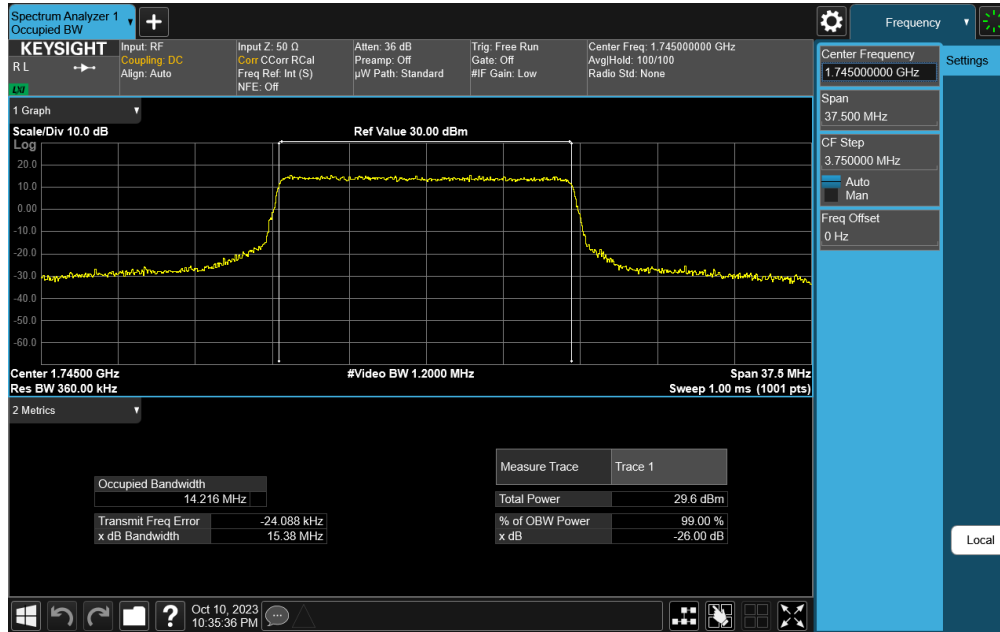 Spectrum Analyzer 1
Occupied BW
Frequency
KEYSIGHT
R L
LXI
Input: RF
Coupling: DC
Align: Auto
Input Z: 50 Ω
Corr CCorr RCal
Freq Ref: Int (S)
NFE: Off
Atten: 36 dB
Preamp: Off
µW Path: Standard
Trig: Free Run
Gate: Off
#IF Gain: Low
Center Freq: 1.745000000 GHz
Avg|Hold: 100/100
Radio Std: None
Center Frequency
1.745000000 GHz
Settings
Span
37.500 MHz
CF Step
3.750000 MHz
Auto
Man
Freq Offset
0 Hz
Local
1 Graph
Scale/Div 10.0 dB
Ref Value 30.00 dBm
Log
20.0
10.0
0.00
-10.0
-20.0
-30.0
-40.0
-50.0
-60.0
Center 1.74500 GHz
#Video BW 1.2000 MHz
Span 37.5 MHz
Res BW 360.00 kHz
Sweep 1.00 ms (1001 pts)
2 Metrics
Measure Trace
Trace 1
Occupied Bandwidth
14.216 MHz
Total Power
29.6 dBm
Transmit Freq Error
-24.088 kHz
% of OBW Power
99.00 %
x dB Bandwidth
15.38 MHz
x dB
-26.00 dB
?
Oct 10, 2023
10:35:36 PM